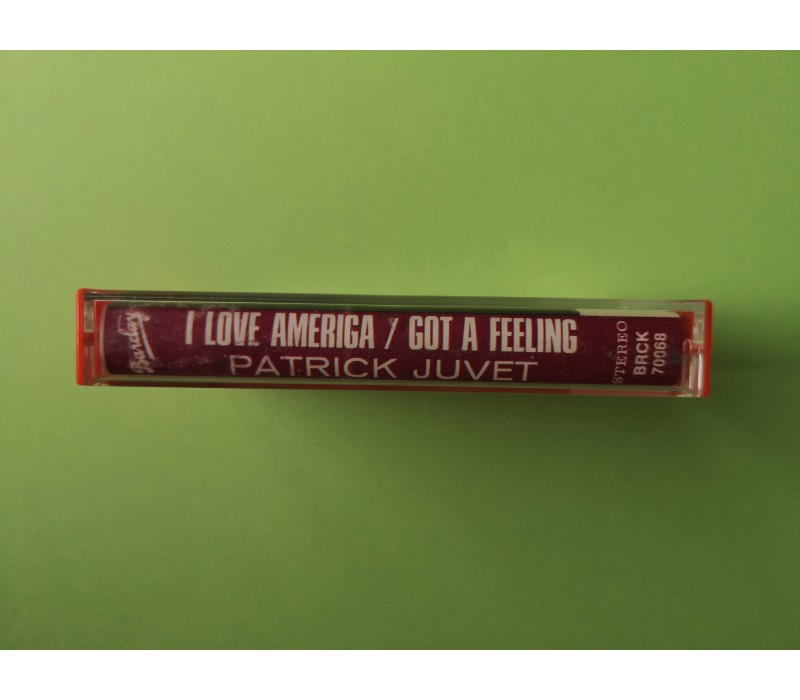 Barclay
I LOVE AMERICA / GOT A FEELING
PATRICK JUVET
STEREO
BRCK
70068